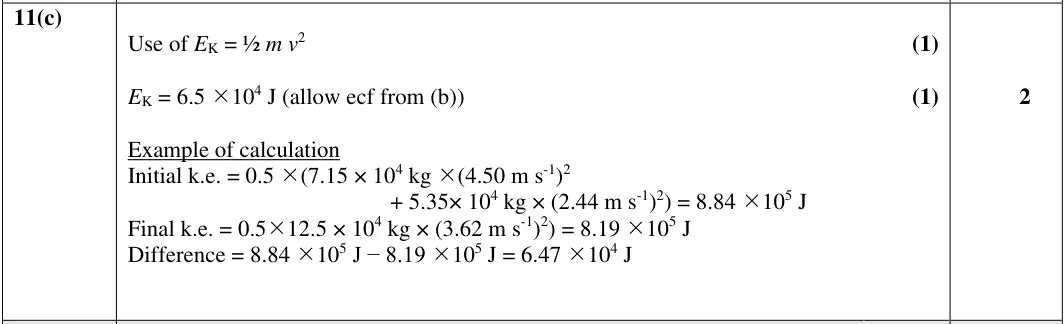 11(c)
Use of EK = ½ m v² (1)
EK = 6.5 ×10⁴ J (allow ecf from (b)) (1) 2
Example of calculation
Initial k.e. = 0.5 ×(7.15 × 10⁴ kg ×(4.50 m s⁻¹)²
+ 5.35× 10⁴ kg × (2.44 m s⁻¹)²) = 8.84 ×10⁵ J
Final k.e. = 0.5×12.5 × 10⁴ kg × (3.62 m s⁻¹)²) = 8.19 ×10⁵ J
Difference = 8.84 ×10⁵ J − 8.19 ×10⁵ J = 6.47 ×10⁴ J